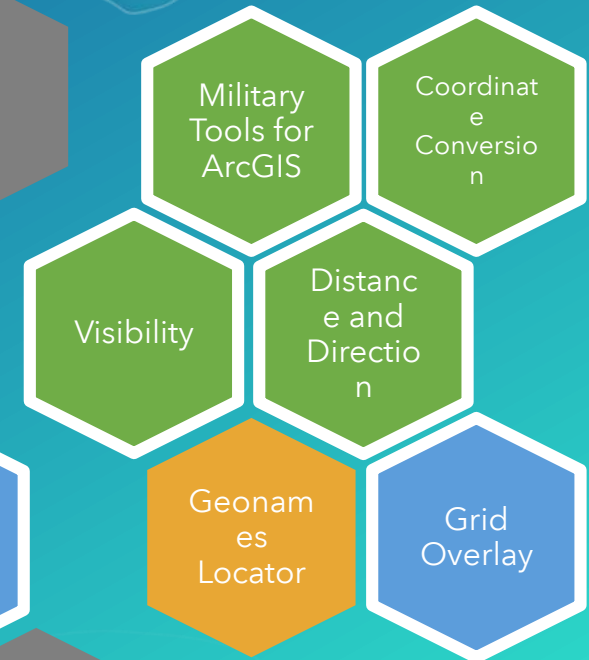 Military
Tools for
ArcGIS
Coordinat
e
Conversio
n
Visibility
Distanc
e and
Directio
n
Geonam
es
Locator
Grid
Overlay